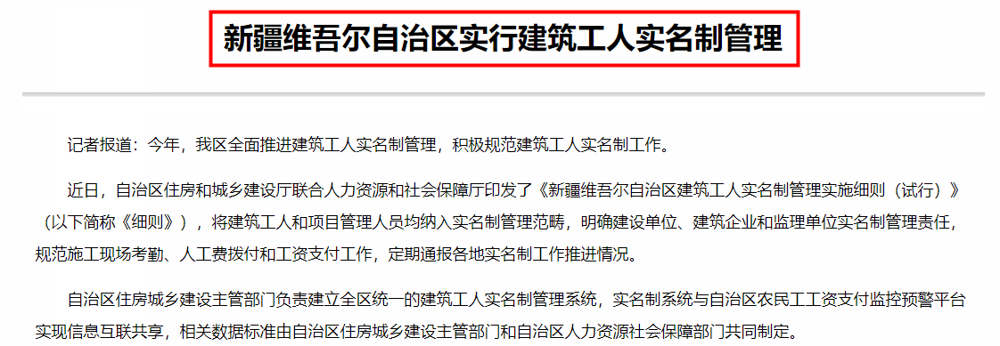 新疆维吾尔自治区实行建筑工人实名制管理
记者报道：今年，我区全面推进建筑工人实名制管理，积极规范建筑工人实名制工作。
近日，自治区住房和城乡建设厅联合人力资源和社会保障厅印发了《新疆维吾尔自治区建筑工人实名制管理实施细则（试行）》
（以下简称《细则》），将建筑工人和项目管理人员均纳入实名制管理范畴，明确建设单位、建筑企业和监理单位实名制管理责任，
规范施工现场考勤、人工费拨付和工资支付工作，定期通报各地实名制工作推进情况。
自治区住房城乡建设主管部门负责建立全区统一的建筑工人实名制管理系统，实名制系统与自治区农民工工资支付监控预警平台
实现信息互联共享，相关数据标准由自治区住房城乡建设主管部门和自治区人力资源社会保障部门共同制定。